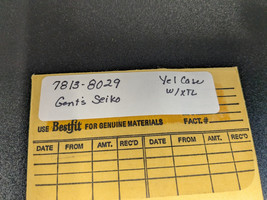 7813-8029 Yel Case
Gent's Seiko W/XTL
USE Bestfit FOR GENUINE MATERIALS FACT. #
DATE FROM AMT. REC'D DATE FROM AMT. REC'D